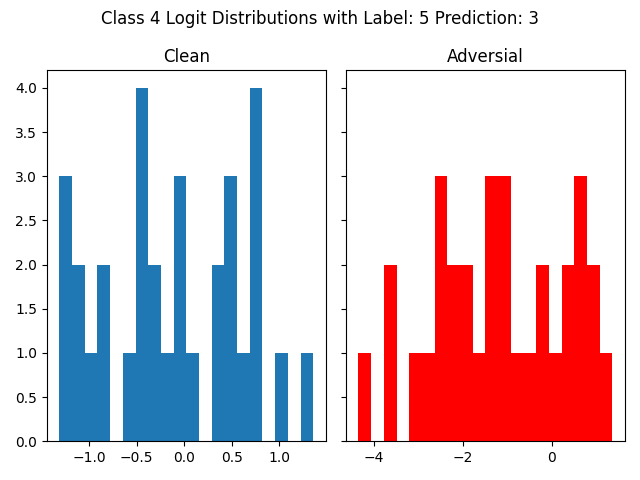 Class 4 Logit Distributions with Label: 5 Prediction: 3
Clean
Adversial
4.0
3.5
3.0
2.5
2.0
1.5
1.0
0.5
0.0
−1.0 −0.5 0.0 0.5 1.0
−4 −2 0